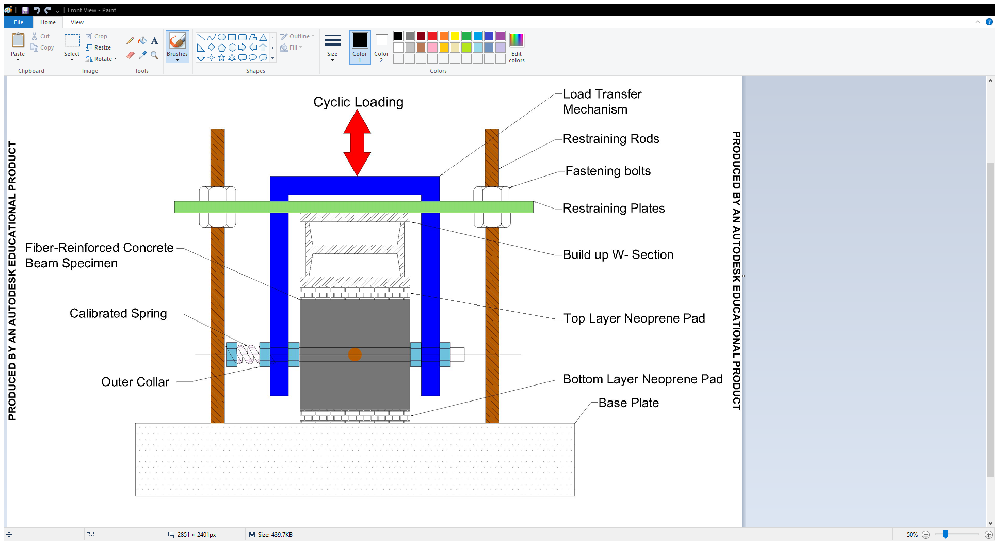 Front View - Paint
File
Home
View
Paste
Cut
Copy
Clipboard
Select
Crop
Resize
Rotate
Image
A
Tools
Brushes
Outline
Fill
Shapes
Size
Color
1
Color
2
Edit
colors
Colors
Cyclic Loading
Load Transfer
Mechanism
Restraining Rods
Fastening bolts
Restraining Plates
Build up W- Section
Fiber-Reinforced Concrete
Beam Specimen
Calibrated Spring
Top Layer Neoprene Pad
Outer Collar
Bottom Layer Neoprene Pad
Base Plate
PRODUCED BY AN AUTODESK EDUCATIONAL PRODUCT
PRODUCED BY AN AUTODESK EDUCATIONAL PRODUCT
2851 × 2401px
Size: 439.7KB
50%